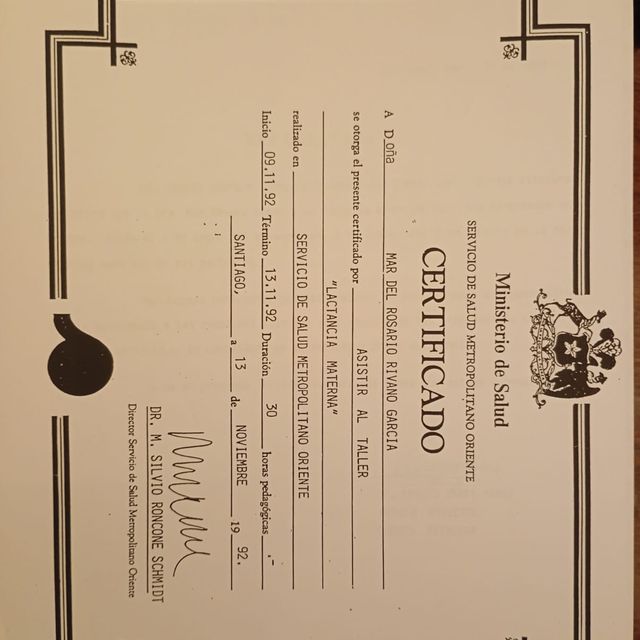 Ministerio de Salud
SERVICIO DE SALUD METROPOLITANO ORIENTE
CERTIFICADO
A Doña MAR DEL ROSARIO RIVANO GARCIA
se otorga el presente certificado por ASISTIR AL TALLER
"LACTANCIA MATERNA"
realizado en SERVICIO DE SALUD METROPOLITANO ORIENTE
Inicio 09.11.92 Término 13.11.92 Duración 30 horas pedagógicas .-
SANTIAGO, a 13 de NOVIEMBRE 19 92.
DR. M. SILVIO RONCONE SCHMIDT
Director Servicio de Salud Metropolitano Oriente